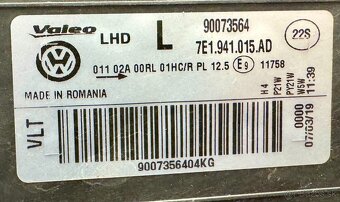 Valeo LHD L 90073564
7E1.941.015.AD 22S
011 02A 00RL 01HC/R PL 12.5 E9 11758
MADE IN ROMANIA
VLT
9007356404KG
H4
P21W
PY21W
W5W
0000
07/03/19 11:39